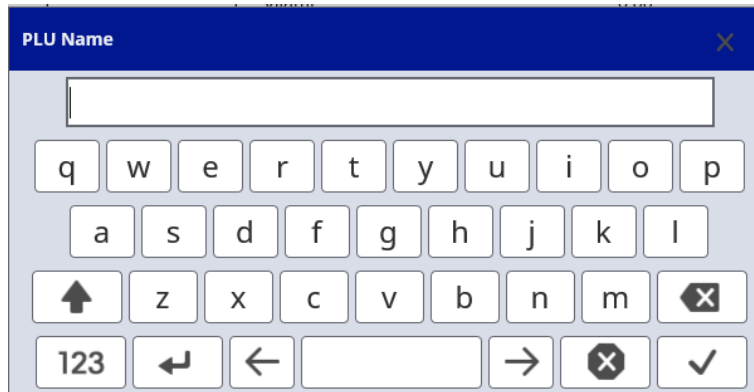 PLU Name
q w e r t y u i o p
a s d f g h j k l
z x c v b n m
123